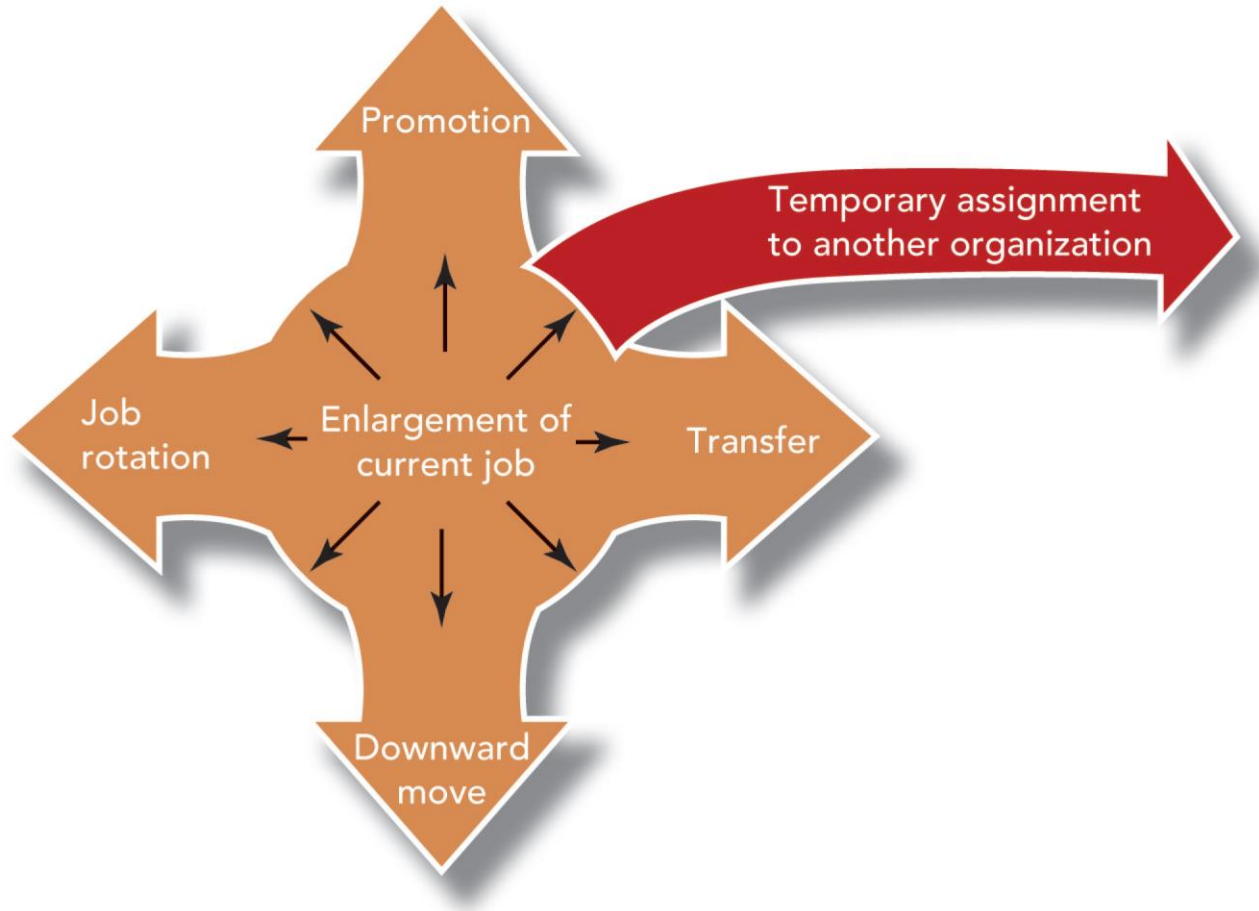 Promotion
Temporary assignment
to another organization
Job
rotation
Enlargement of
current job
Transfer
Downward
move